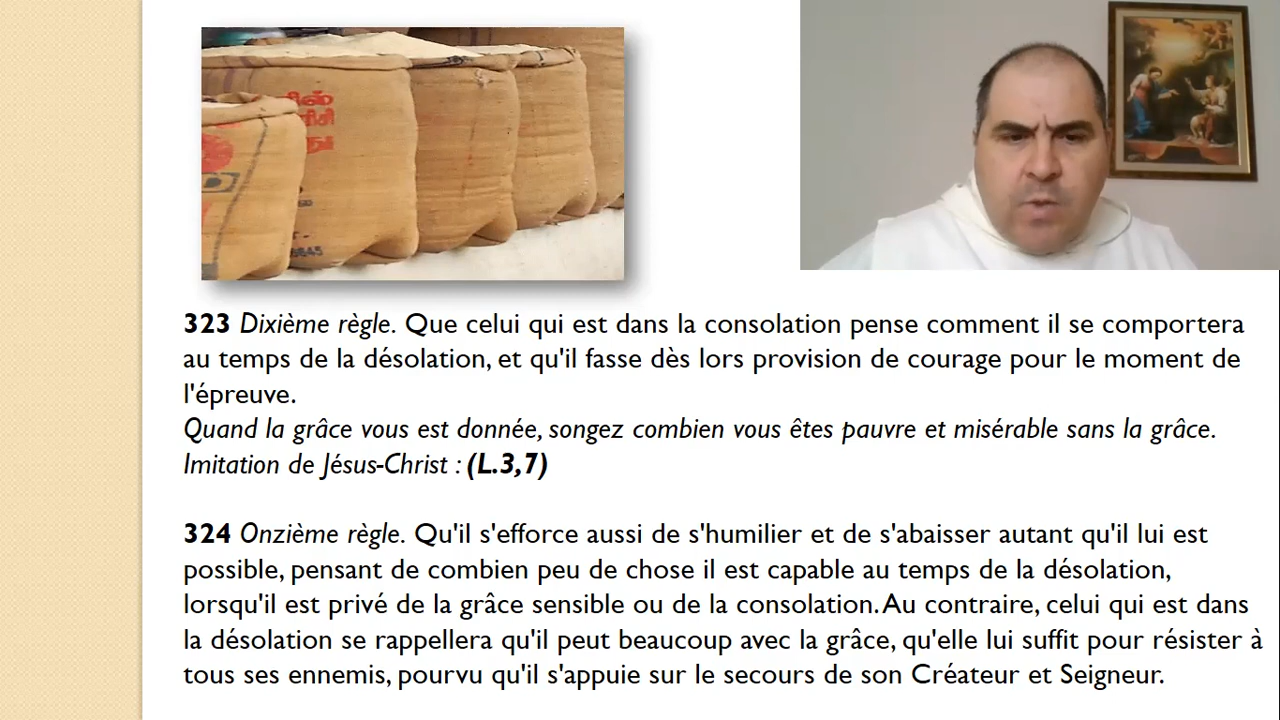 323 Dixième règle. Que celui qui est dans la consolation pense comment il se comportera
au temps de la désolation, et qu'il fasse dès lors provision de courage pour le moment de
l'épreuve.
Quand la grâce vous est donnée, songez combien vous êtes pauvre et misérable sans la grâce.
Imitation de Jésus-Christ : (L.3,7)
324 Onzième règle. Qu'il s'efforce aussi de s'humilier et de s'abaisser autant qu'il lui est
possible, pensant de combien peu de chose il est capable au temps de la désolation,
lorsqu'il est privé de la grâce sensible ou de la consolation. Au contraire, celui qui est dans
la désolation se rappellera qu'il peut beaucoup avec la grâce, qu'elle lui suffit pour résister à
tous ses ennemis, pourvu qu'il s'appuie sur le secours de son Créateur et Seigneur.